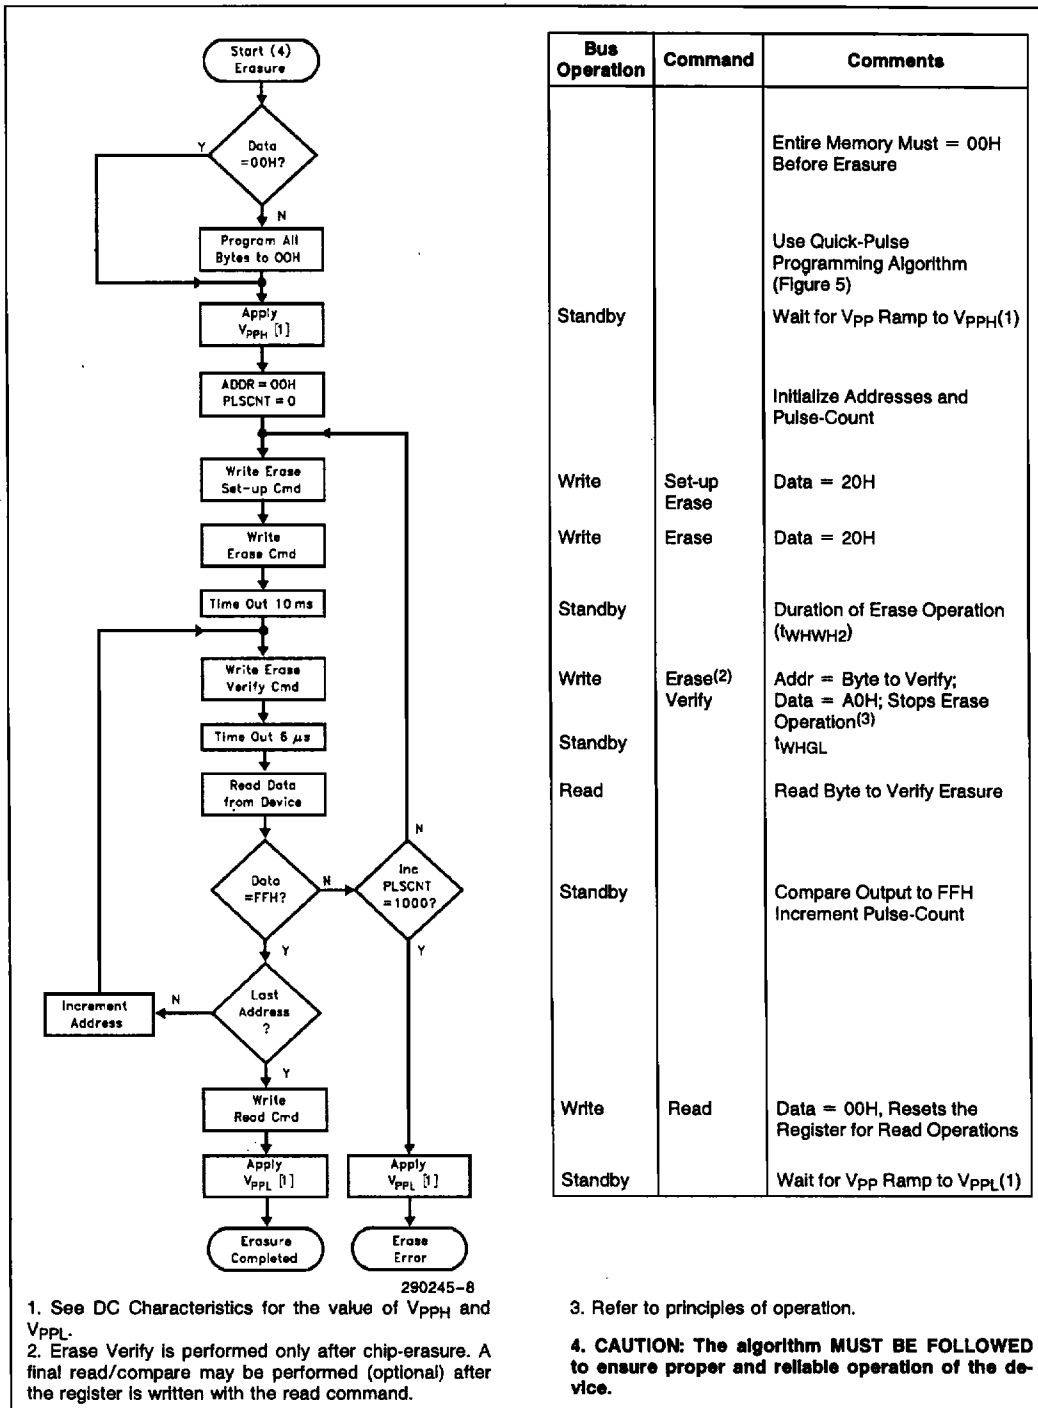 Start (4)
Erasure
Data
=00H?
Y
N
Program All
Bytes to 00H
Apply
VPPH [1]
ADDR = 00H
PLSCNT = 0
Write Erase
Set-up Cmd
Write
Erase Cmd
Time Out 10 ms
Write Erase
Verify Cmd
Time Out 6 µs
Read Data
from Device
Data
=FFH?
N
Y
Inc
PLSCNT
=1000?
N
Y
Last
Address
?
N
Y
Increment
Address
Write
Read Cmd
Apply
VPPL [1]
Apply
VPPL [1]
Erasure
Completed
Erase
Error
290245-8
Bus
Operation Command Comments
Entire Memory Must = 00H
Before Erasure
Use Quick-Pulse
Programming Algorithm
(Figure 5)
Standby Wait for VPP Ramp to VPPH(1)
Initialize Addresses and
Pulse-Count
Write Set-up Data = 20H
Erase
Write Erase Data = 20H
Standby Duration of Erase Operation
(tWHWH2)
Write Erase(2) Addr = Byte to Verify;
Verify Data = A0H; Stops Erase
Operation(3)
Standby tWHGL
Read Read Byte to Verify Erasure
Standby Compare Output to FFH
Increment Pulse-Count
Write Read Data = 00H, Resets the
Register for Read Operations
Standby Wait for VPP Ramp to VPPL(1)
1. See DC Characteristics for the value of VPPH and
VPPL.
2. Erase Verify is performed only after chip-erasure. A
final read/compare may be performed (optional) after
the register is written with the read command.
3. Refer to principles of operation.
4. CAUTION: The algorithm MUST BE FOLLOWED
to ensure proper and reliable operation of the de-
vice.